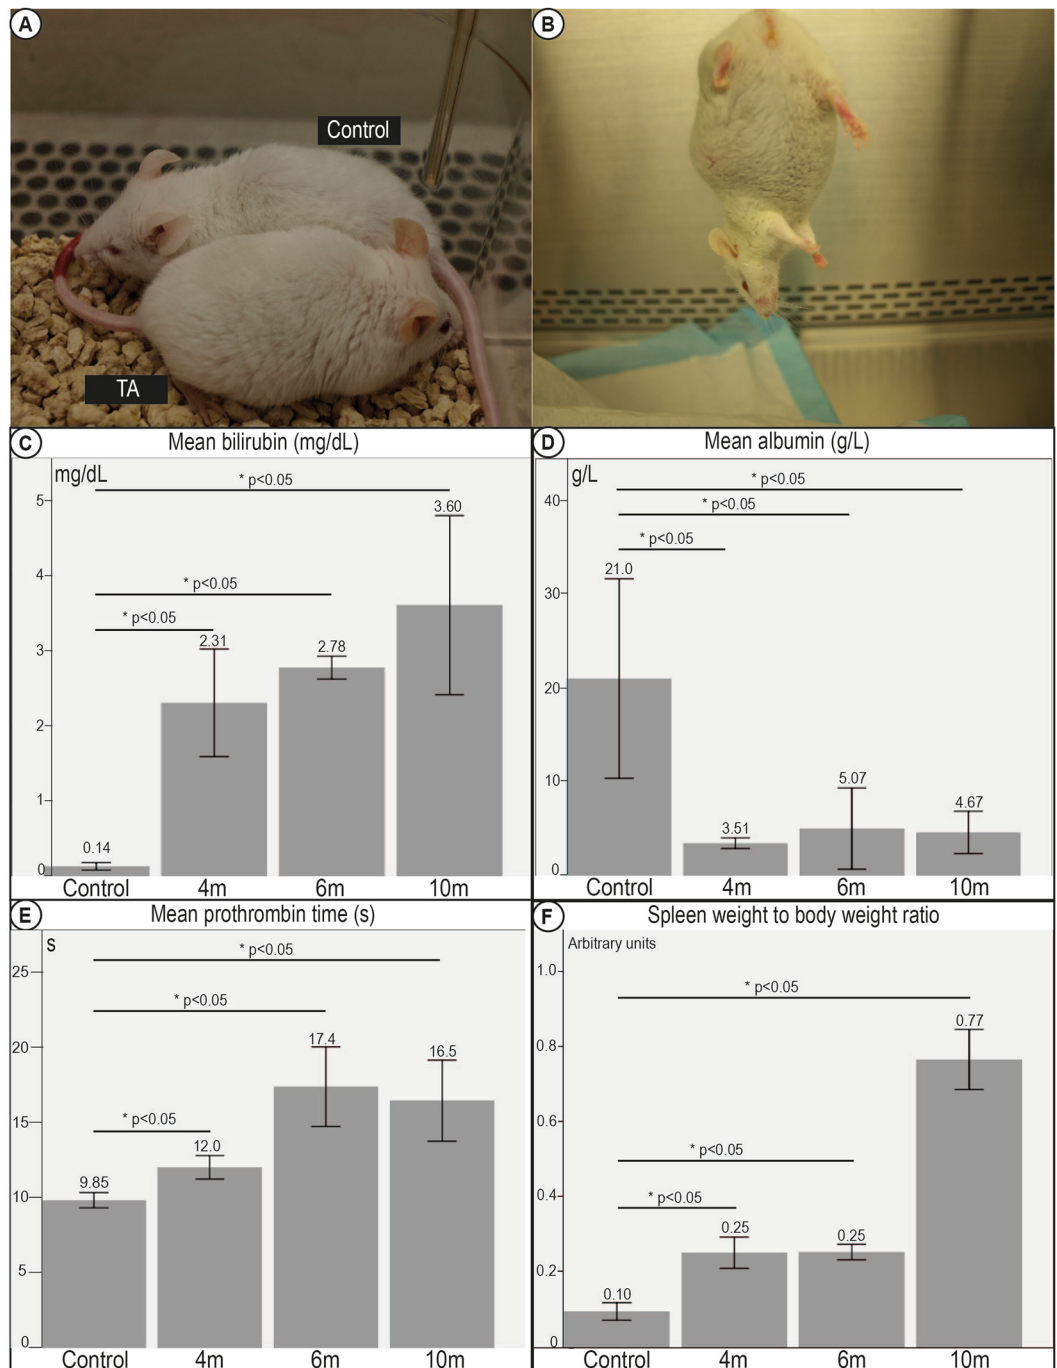 A
B
Control
TA
C
Mean bilirubin (mg/dL)
mg/dL
* p<0.05
5
3.60
4
* p<0.05
* p<0.05
3
2.31
2.78
2
1
0.14
0
Control 4m 6m 10m
D
Mean albumin (g/L)
g/L
* p<0.05
40
* p<0.05
* p<0.05
21.0
30
20
10
5.07
4.67
3.51
0
Control 4m 6m 10m
E
Mean prothrombin time (s)
s
* p<0.05
25
* p<0.05
17.4
20
16.5
15
* p<0.05
12.0
9.85
10
5
0
Control 4m 6m 10m
F
Spleen weight to body weight ratio
Arbitrary units
1.0
* p<0.05
0.77
0.8
0.6
* p<0.05
0.4
* p<0.05
0.25
0.25
0.2
0.10
0
Control 4m 6m 10m